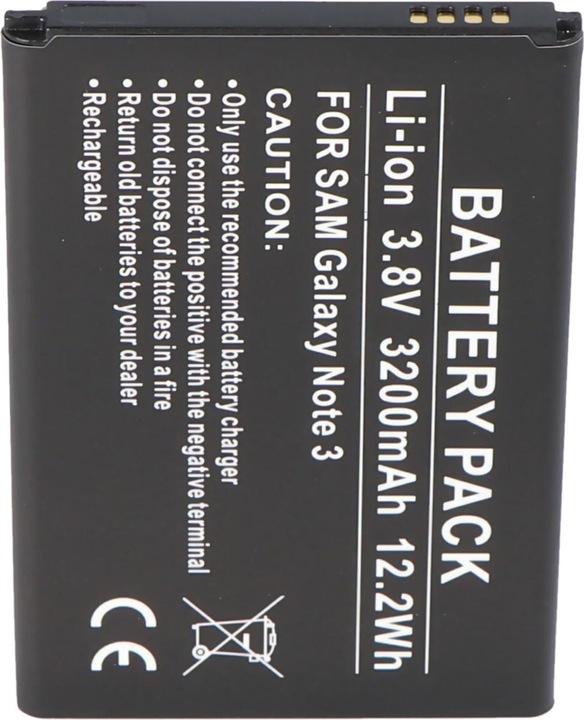 BATTERY PACK
Li-ion 3.8V 3200mAh 12.2Wh
FOR SAM Galaxy Note 3
CAUTION:
•Only use the recommended battery charger
•Do not connect the positive with the negative terminal
•Do not dispose of batteries in a fire
•Return old batteries to your dealer
•Rechargeable
CE